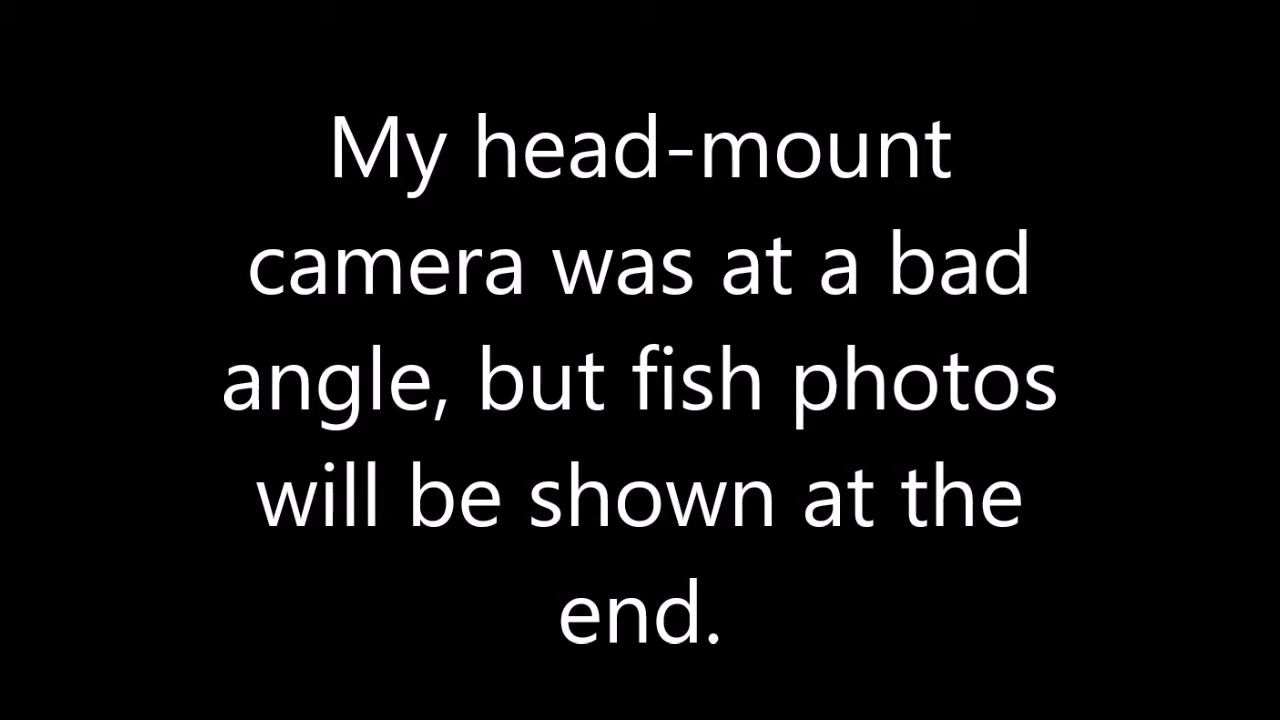 My head-mount
camera was at a bad
angle, but fish photos
will be shown at the
end.